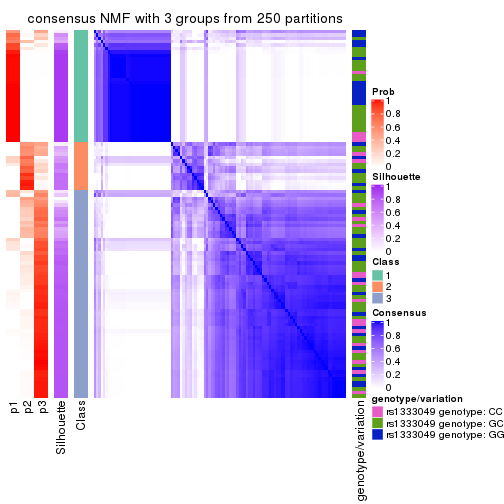 consensus NMF with 3 groups from 250 partitions
Prob
1
0.8
0.6
0.4
0.2
0
Silhouette
1
0.8
0.6
0.4
0.2
0
Class
1
2
3
Consensus
1
0.8
0.6
0.4
0.2
0
genotype/variation
rs1333049 genotype: CC
rs1333049 genotype: GC
rs1333049 genotype: GG
p1
p2
p3
Silhouette
Class
genotype/variation